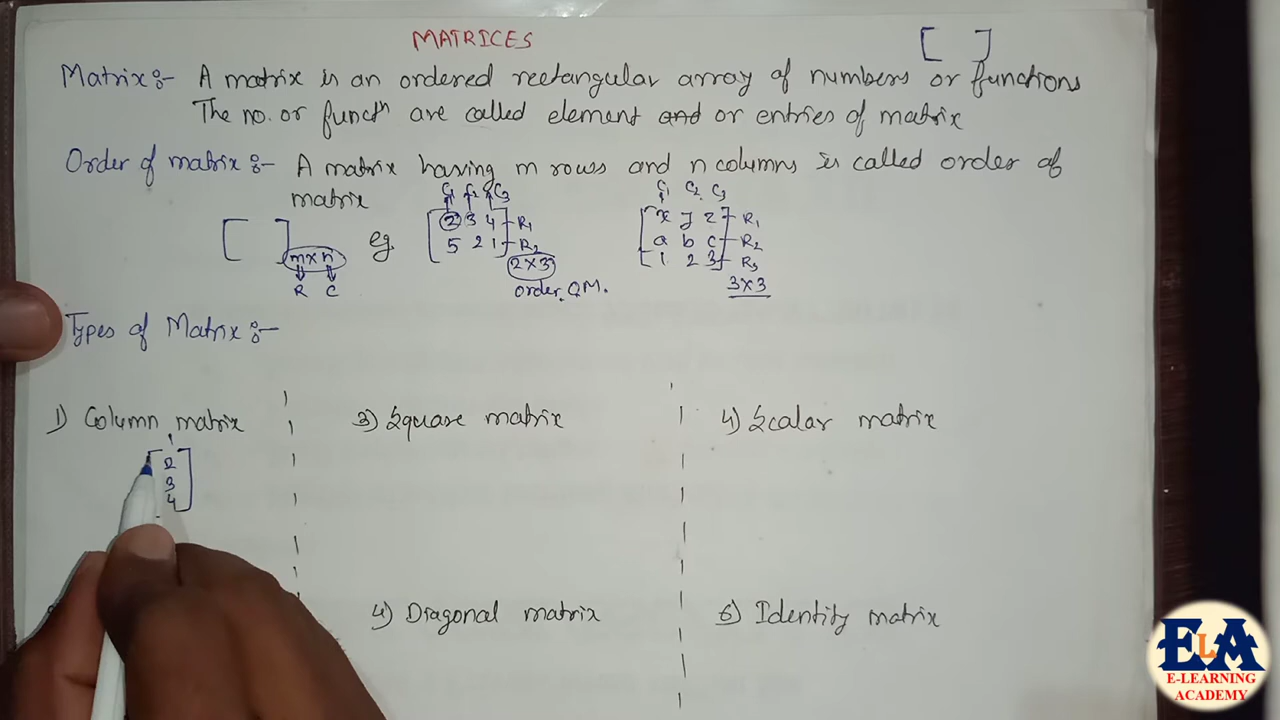 MATRICES
[ ]
Matrix:- A matrix is an ordered rectangular array of numbers or functions
The no. or functn are called element and or entries of matrix
Order of matrix:- A matrix having m rows and n columns is called order of
matrix
C1 C2 C3
C1 C2 C3
[ ] m×n
R C
eg.
2 3 4 R1
5 2 1 R2
2×3
order. O.M.
x y z R1
a b c R2
1 2 3 R3
3×3
Types of Matrix:-
1) Column matrix
2
3
4
3) Square matrix
4) Scalar matrix
4) Diagonal matrix
6) Identity matrix
ELA
E-LEARNING
ACADEMY